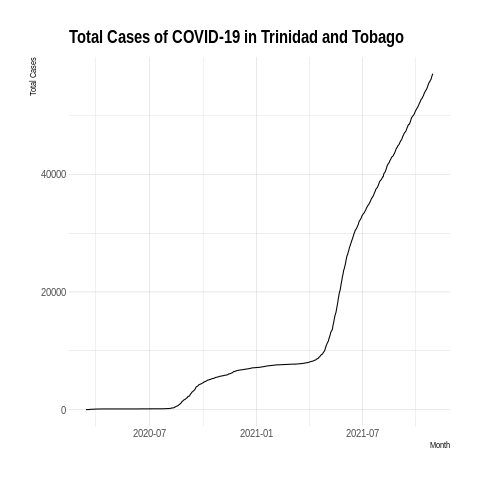 Total Cases of COVID-19 in Trinidad and Tobago
Total Cases
40000
20000
0
2020-07
2021-01
2021-07
Month